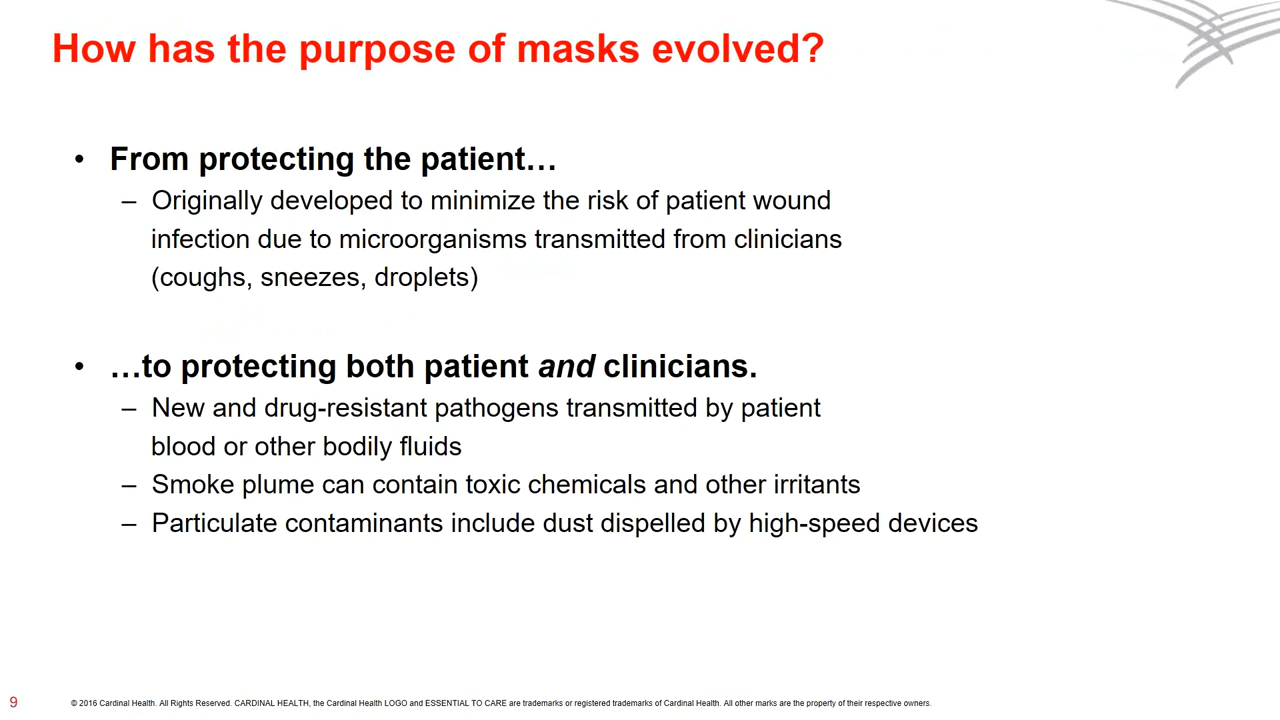 How has the purpose of masks evolved?
• From protecting the patient…
– Originally developed to minimize the risk of patient wound
infection due to microorganisms transmitted from clinicians
(coughs, sneezes, droplets)
• …to protecting both patient and clinicians.
– New and drug-resistant pathogens transmitted by patient
blood or other bodily fluids
– Smoke plume can contain toxic chemicals and other irritants
– Particulate contaminants include dust dispelled by high-speed devices
9 © 2016 Cardinal Health. All Rights Reserved. CARDINAL HEALTH, the Cardinal Health LOGO and ESSENTIAL TO CARE are trademarks or registered trademarks of Cardinal Health. All other marks are the property of their respective owners.